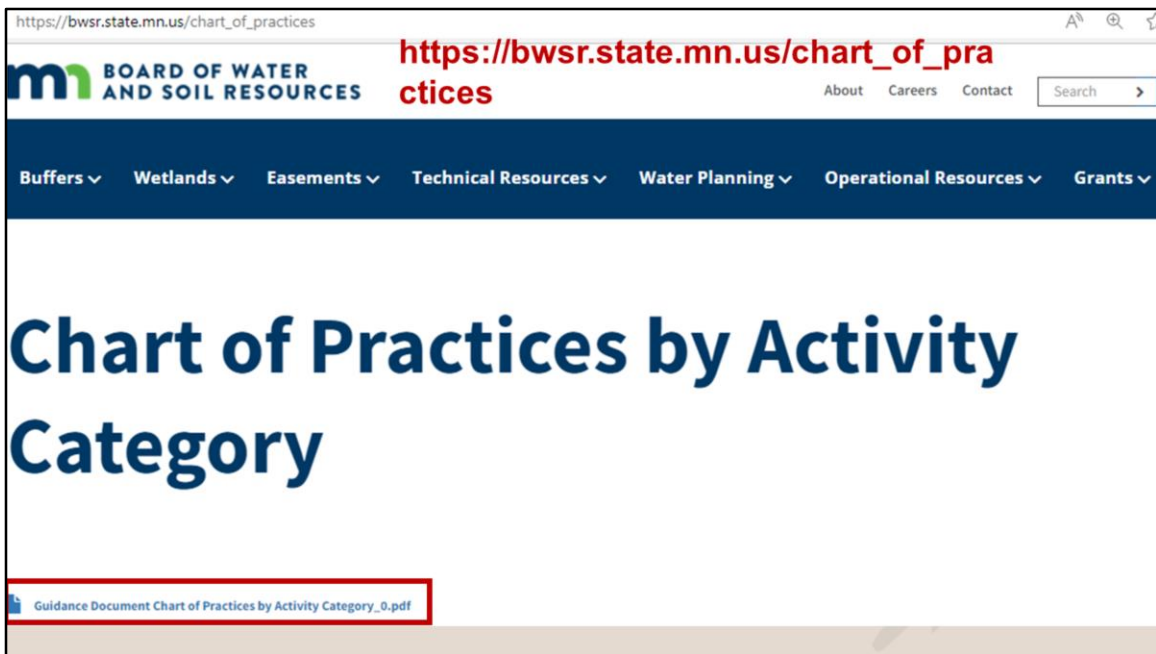 https://bwsr.state.mn.us/chart_of_practices
https://bwsr.state.mn.us/chart_of_pra
ctices
mn BOARD OF WATER
AND SOIL RESOURCES
About Careers Contact Search
Buffers Wetlands Easements Technical Resources Water Planning Operational Resources Grants
Chart of Practices by Activity
Category
Guidance Document Chart of Practices by Activity Category_0.pdf